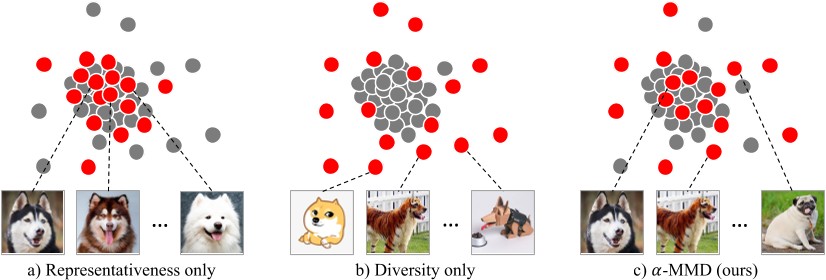 ... ... ...
a) Representativeness only b) Diversity only c) α-MMD (ours)